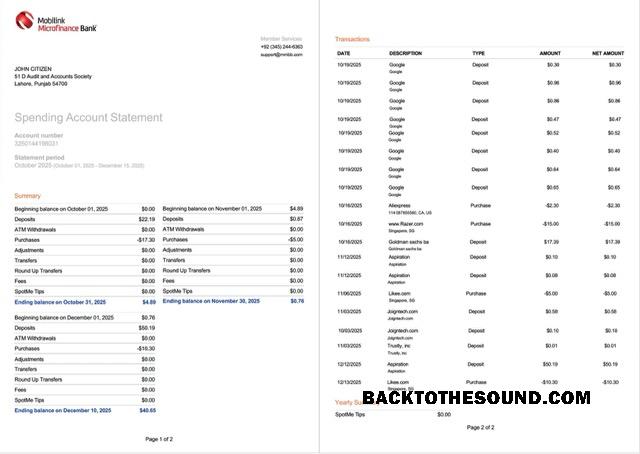 Mobilink
Microfinance Bank
Member Services
+92 (345) 244-6363
support@mmbb.com
JOHN CITIZEN
51 D Audit and Accounts Society
Lahore, Punjab 54700
Spending Account Statement
Account number
3250144198031
Statement period
October 2025 (October 01, 2025 - December 15, 2025)
Summary
Beginning balance on October 01, 2025 $0.00
Deposits $22.19
ATM Withdrawals $0.00
Purchases -$17.30
Adjustments $0.00
Transfers $0.00
Round Up Transfers $0.00
Fees $0.00
SpotMe Tips $0.00
Ending balance on October 31, 2025 $4.89
Beginning balance on November 01, 2025 $4.89
Deposits $0.87
ATM Withdrawals $0.00
Purchases -$5.00
Adjustments $0.00
Transfers $0.00
Round Up Transfers $0.00
Fees $0.00
SpotMe Tips $0.00
Ending balance on November 30, 2025 $0.76
Beginning balance on December 01, 2025 $0.76
Deposits $50.19
ATM Withdrawals $0.00
Purchases -$10.30
Adjustments $0.00
Transfers $0.00
Round Up Transfers $0.00
Fees $0.00
SpotMe Tips $0.00
Ending balance on December 10, 2025 $40.65
Page 1 of 2
Transactions
DATE DESCRIPTION TYPE AMOUNT NET AMOUNT
10/19/2025 Google Deposit $0.30 $0.30
Google
10/19/2025 Google Deposit $0.96 $0.96
Google
10/19/2025 Google Deposit $0.86 $0.86
Google
10/19/2025 Google Deposit $0.47 $0.47
Google
10/19/2025 Google Deposit $0.52 $0.52
Google
10/19/2025 Google Deposit $0.40 $0.40
Google
10/19/2025 Google Deposit $0.64 $0.64
Google
10/19/2025 Google Deposit $0.65 $0.65
Google
10/16/2025 Aliexpress Purchase -$2.30 -$2.30
CA, US
10/16/2025 www.Razer.com Purchase -$15.00 -$15.00
Singapore, SG
10/16/2025 Goldman sachs ba Deposit $17.39 $17.39
Goldman sachs ba
11/12/2025 Aspiration Deposit $0.10 $0.10
Aspiration
11/12/2025 Aspiration Deposit $0.08 $0.08
Aspiration
11/06/2025 Likee.com Purchase -$5.00 -$5.00
Singapore, SG
11/03/2025 Joigntech.com Deposit $0.58 $0.58
Joigntech.com
10/03/2025 Joigntech.com Deposit $0.10 $0.18
Joigntech.com
11/03/2025 Trustly, inc Deposit $0.01 $0.01
Trustly, inc
12/12/2025 Aspiration Deposit $50.19 $50.19
Aspiration
12/13/2025 Likes.com Purchase -$10.30 -$10.30
Singapore, SG
BACKTOTHESOUND.COM
Yearly Su
SpotMe Tips $0.00
Page 2 of 2